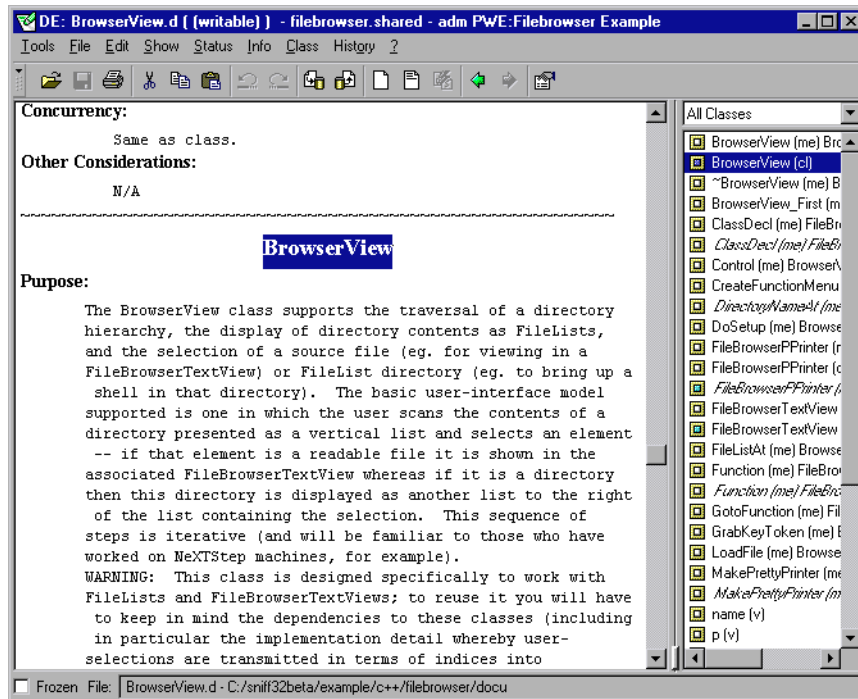 DE: BrowserView.d ( (writable) ) - filebrowser.shared - adm PWE:Filebrowser Example
Tools File Edit Show Status Info Class History ?
Concurrency:
Same as class.
Other Considerations:
N/A
~~~~~~~~~~~~~~~~~~~~~~~~~~~~~~~~~~~~~~~~~~~~~~~~~~~~~~~~~~~~~~~
BrowserView
Purpose:
The BrowserView class supports the traversal of a directory
hierarchy, the display of directory contents as FileLists,
and the selection of a source file (eg. for viewing in a
FileBrowserTextView) or FileList directory (eg. to bring up a
shell in that directory). The basic user-interface model
supported is one in which the user scans the contents of a
directory presented as a vertical list and selects an element
-- if that element is a readable file it is shown in the
associated FileBrowserTextView whereas if it is a directory
then this directory is displayed as another list to the right
of the list containing the selection. This sequence of
steps is iterative (and will be familiar to those who have
worked on NeXTStep machines, for example).
WARNING: This class is designed specifically to work with
FileLists and FileBrowserTextViews; to reuse it you will have
to keep in mind the dependencies to these classes (including
in particular the implementation detail whereby user-
selections are transmitted in terms of indices into
All Classes
BrowserView (me) Bro
BrowserView (cl)
~BrowserView (me) B
BrowserView_First (m
ClassDecl (me) FileBr
ClassDecl (me) FileBr
Control (me) Browser
CreateFunctionMenu
DirectoryNameAt (me
DoSetup (me) Browse
FileBrowserPPrinter (
FileBrowserPPrinter (
FileBrowserPPrinter (
FileBrowserTextView
FileBrowserTextView
FileListAt (me) Browse
Function (me) FileBro
Function (me) FileBro
GotoFunction (me) Fil
GrabKeyToken (me)
LoadFile (me) Browse
MakePrettyPrinter (me
MakePrettyPrinter (m
name (v)
p (v)
Frozen File: BrowserView.d - C:/sniff32beta/example/c++/filebrowser/docu